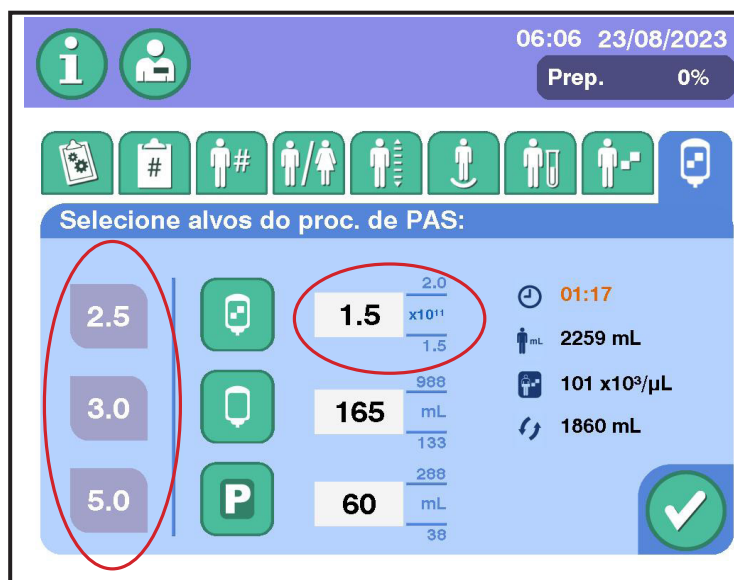 06:06 23/08/2023
Prep. 0%
#
#
Selecione alvos do proc. de PAS:
2.5
1.5
2.0
x10¹¹
1.5
01:17
2259 mL
101 x10³/µL
1860 mL
3.0
165
988
mL
133
5.0
P
60
288
mL
38